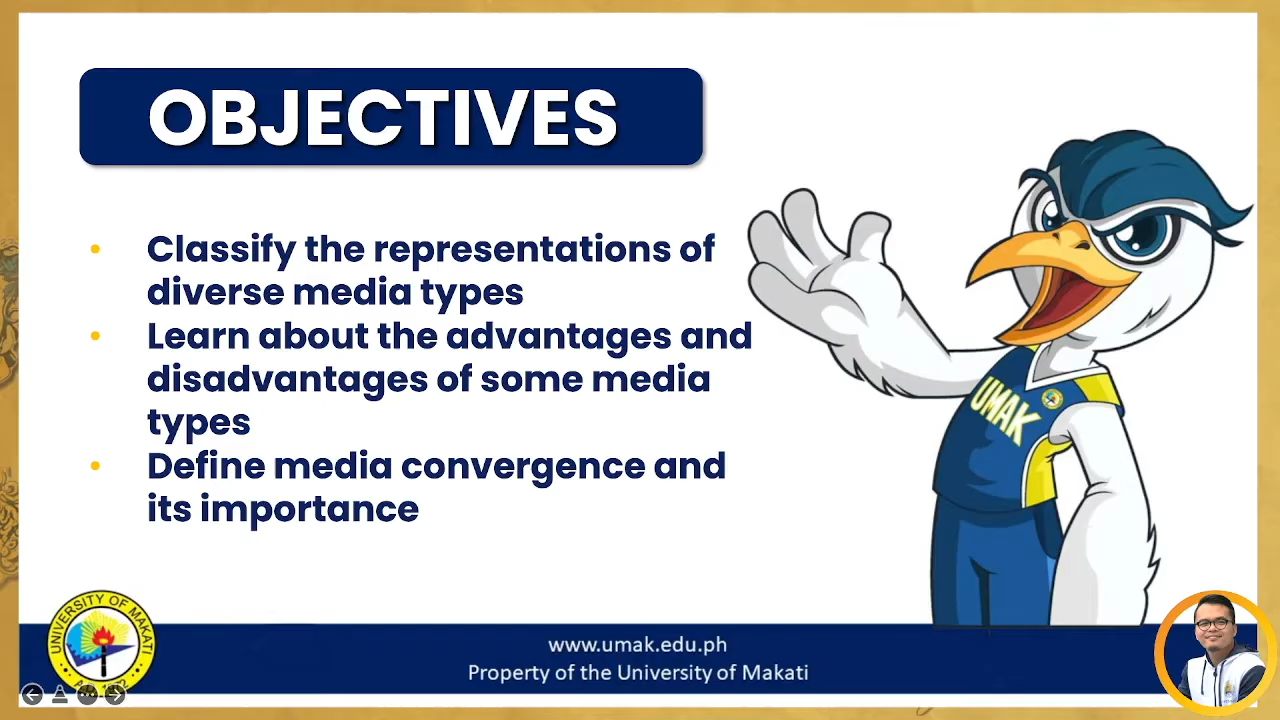 OBJECTIVES
• Classify the representations of
diverse media types
• Learn about the advantages and
disadvantages of some media
types
• Define media convergence and
its importance
UMAK
UNIVERSITY OF MAKATI
www.umak.edu.ph
Property of the University of Makati